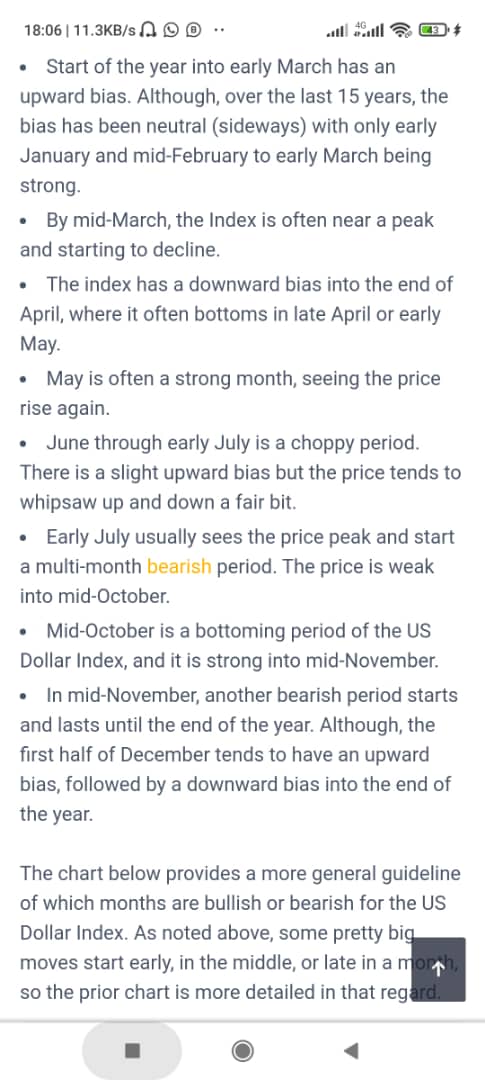 18:06 | 11.3KB/s
4G
43
• Start of the year into early March has an
upward bias. Although, over the last 15 years, the
bias has been neutral (sideways) with only early
January and mid-February to early March being
strong.
• By mid-March, the Index is often near a peak
and starting to decline.
• The index has a downward bias into the end of
April, where it often bottoms in late April or early
May.
• May is often a strong month, seeing the price
rise again.
• June through early July is a choppy period.
There is a slight upward bias but the price tends to
whipsaw up and down a fair bit.
• Early July usually sees the price peak and start
a multi-month bearish period. The price is weak
into mid-October.
• Mid-October is a bottoming period of the US
Dollar Index, and it is strong into mid-November.
• In mid-November, another bearish period starts
and lasts until the end of the year. Although, the
first half of December tends to have an upward
bias, followed by a downward bias into the end of
the year.
The chart below provides a more general guideline
of which months are bullish or bearish for the US
Dollar Index. As noted above, some pretty big
moves start early, in the middle, or late in a month,
so the prior chart is more detailed in that regard.